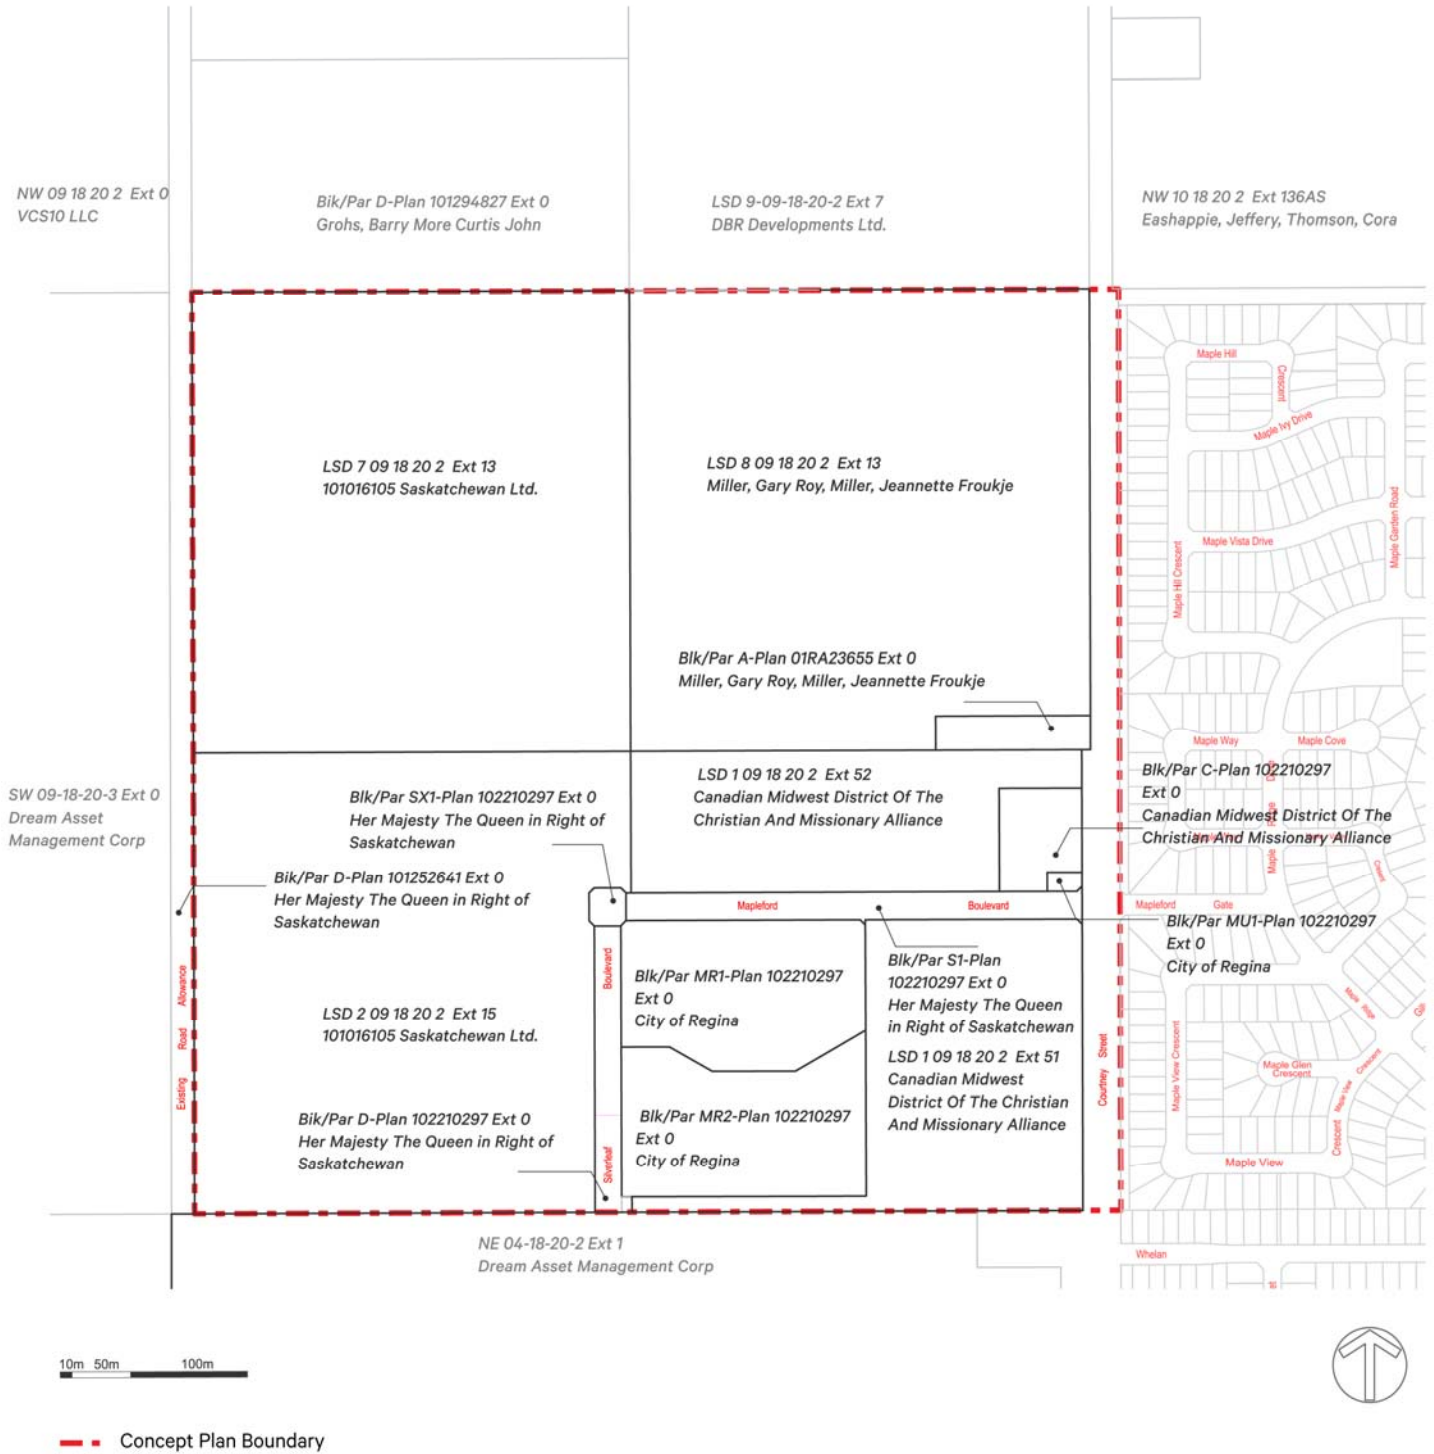 NW 09 18 20 2 Ext 0
VCS10 LLC
Bik/Par D-Plan 101294827 Ext 0
Grohs, Barry More Curtis John
LSD 9-09-18-20-2 Ext 7
DBR Developments Ltd.
NW 10 18 20 2 Ext 136AS
Eashappie, Jeffery, Thomson, Cora
Maple Hill
Crescent
Maple Ivy Drive
LSD 7 09 18 20 2 Ext 13
101016105 Saskatchewan Ltd.
LSD 8 09 18 20 2 Ext 13
Miller, Gary Roy, Miller, Jeannette Froukje
Maple Garden Road
Maple Vista Drive
Maple Hill Crescent
Blk/Par A-Plan 01RA23655 Ext 0
Miller, Gary Roy, Miller, Jeannette Froukje
Maple Way
Maple Cove
SW 09-18-20-3 Ext 0
Dream Asset
Management Corp
Blk/Par SX1-Plan 102210297 Ext 0
Her Majesty The Queen in Right of
Saskatchewan
LSD 1 09 18 20 2 Ext 52
Canadian Midwest District Of The
Christian And Missionary Alliance
Blk/Par C-Plan 102210297
Ext 0
Canadian Midwest District Of The
Christian And Missionary Alliance
Maple
Ridge
Bik/Par D-Plan 101252641 Ext 0
Her Majesty The Queen in Right of
Saskatchewan
Mapleford
Boulevard
Mapleford
Gate
Blk/Par MU1-Plan 102210297
Ext 0
City of Regina
Boulevard
Blk/Par MR1-Plan 102210297
Ext 0
City of Regina
Blk/Par S1-Plan
102210297 Ext 0
Her Majesty The Queen
in Right of Saskatchewan
Existing Road Allowance
LSD 2 09 18 20 2 Ext 15
101016105 Saskatchewan Ltd.
LSD 1 09 18 20 2 Ext 51
Canadian Midwest
District Of The Christian
And Missionary Alliance
Courtney Street
Maple View Crescent
Maple Ridge
Maple Glen
Crescent
Maple View
Crescent
Crescent
Maple View
Bik/Par D-Plan 102210297 Ext 0
Her Majesty The Queen in Right of
Saskatchewan
Silverleaf
Blk/Par MR2-Plan 102210297
Ext 0
City of Regina
NE 04-18-20-2 Ext 1
Dream Asset Management Corp
Whelan
10m 50m 100m
Concept Plan Boundary